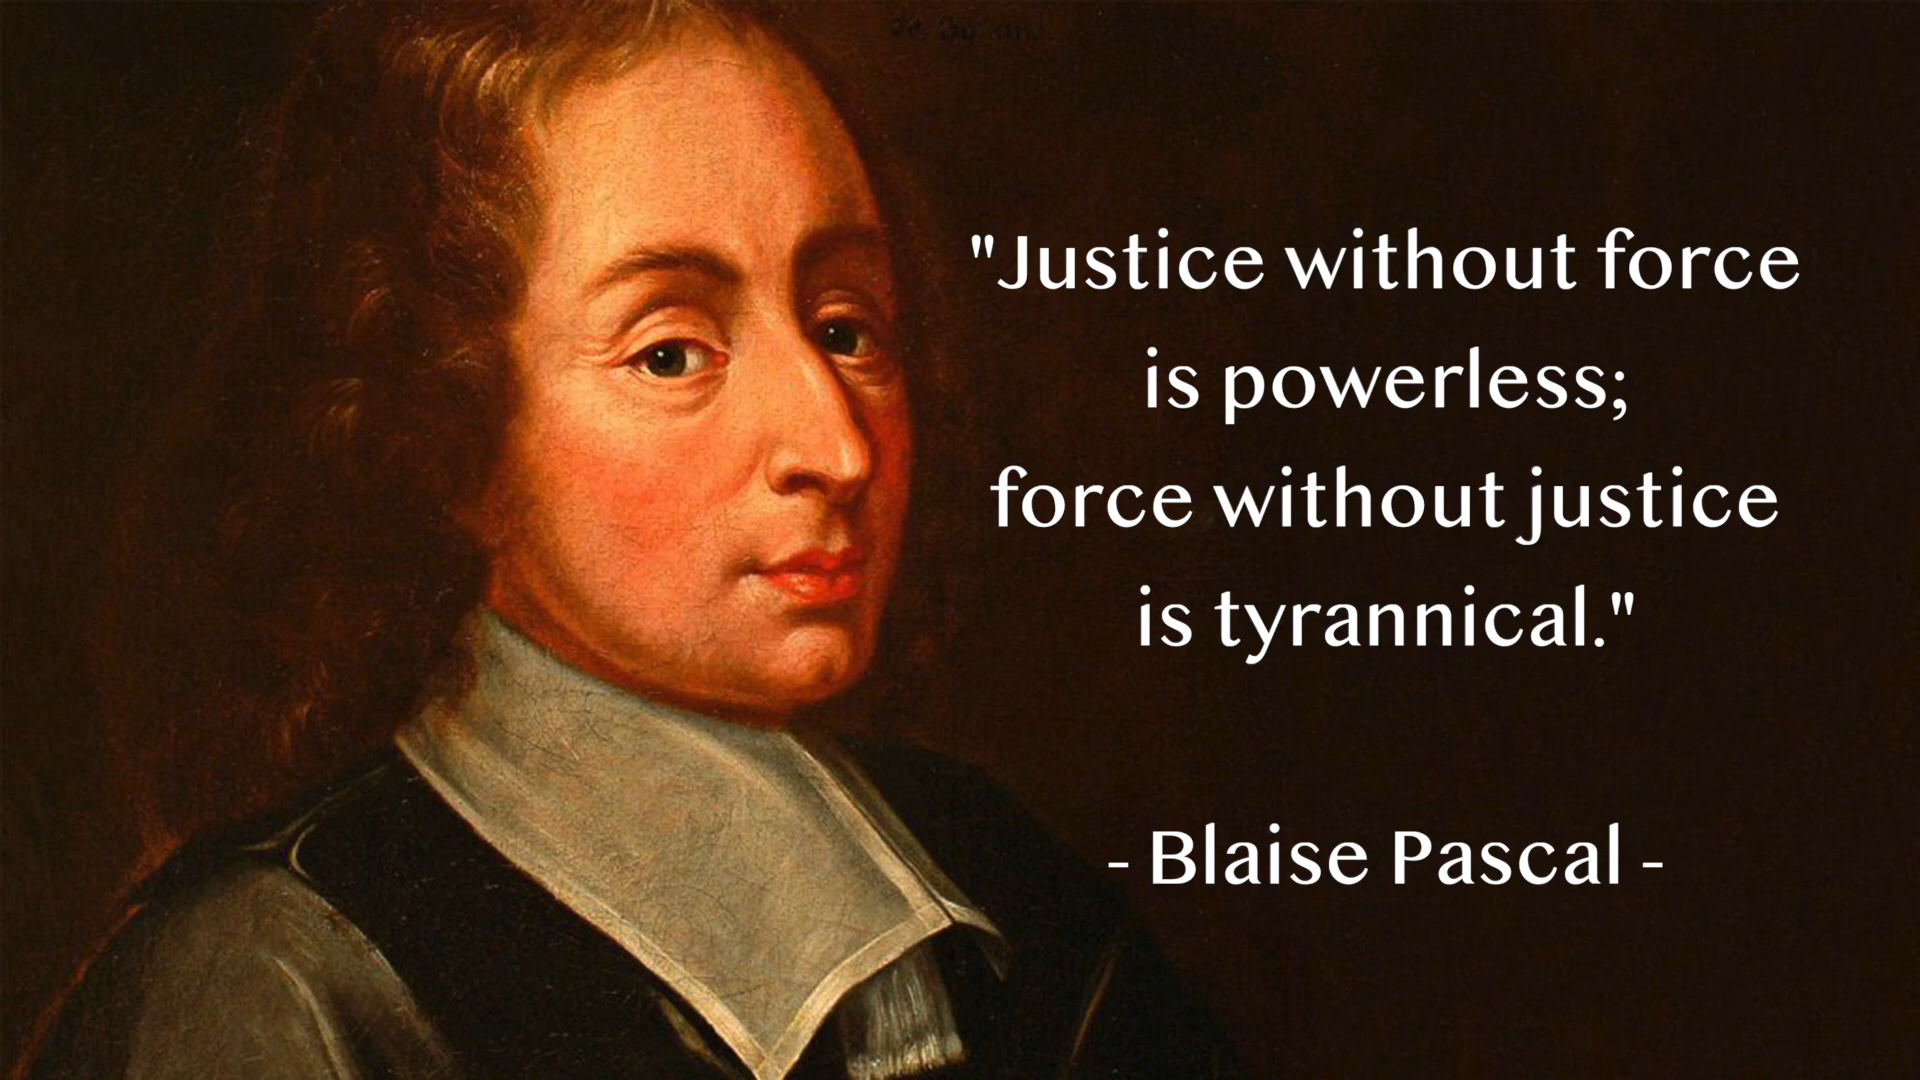 "Justice without force
is powerless;
force without justice
is tyrannical."
- Blaise Pascal -